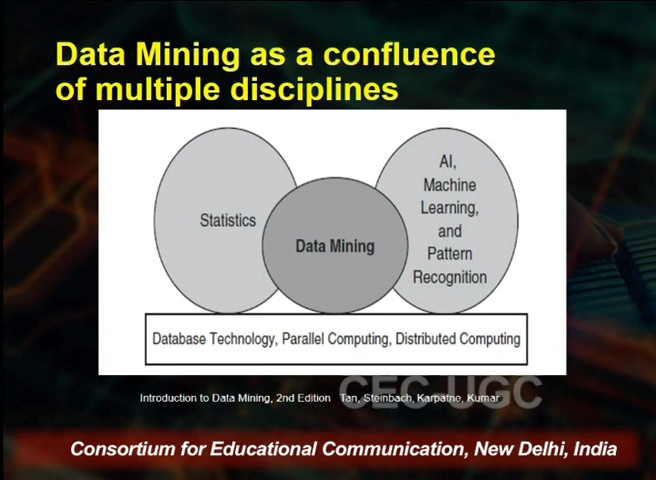 Data Mining as a confluence
of multiple disciplines
Statistics
Data Mining
AI,
Machine
Learning,
and
Pattern
Recognition
Database Technology, Parallel Computing, Distributed Computing
Introduction to Data Mining, 2nd Edition Tan, Steinbach, Karpatne, Kumar
CEC-UGC
Consortium for Educational Communication, New Delhi, India